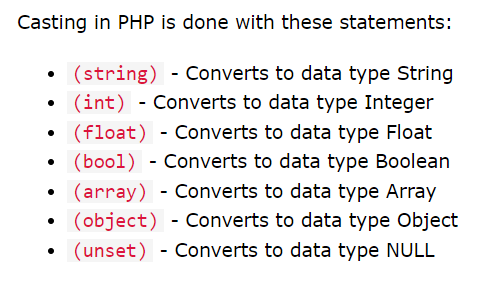 Casting in PHP is done with these statements:
(string) - Converts to data type String
(int) - Converts to data type Integer
(float) - Converts to data type Float
(bool) - Converts to data type Boolean
(array) - Converts to data type Array
(object) - Converts to data type Object
(unset) - Converts to data type NULL